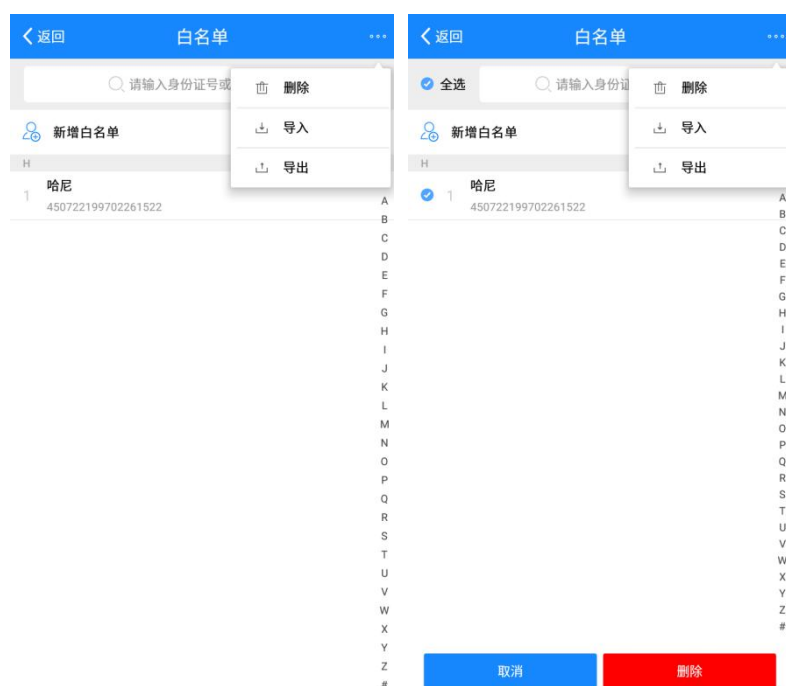 返回 白名单
请输入身份证号或
删除
新增白名单
导入
H
导出
1 哈尼
450722199702261522
A
B
C
D
E
F
G
H
I
J
K
L
M
N
O
P
Q
R
S
T
U
V
W
X
Y
Z
#
返回 白名单
全选 请输入身份证
删除
新增白名单
导入
H
导出
1 哈尼
450722199702261522
A
B
C
D
E
F
G
H
I
J
K
L
M
N
O
P
Q
R
S
T
U
V
W
X
Y
Z
#
取消 删除